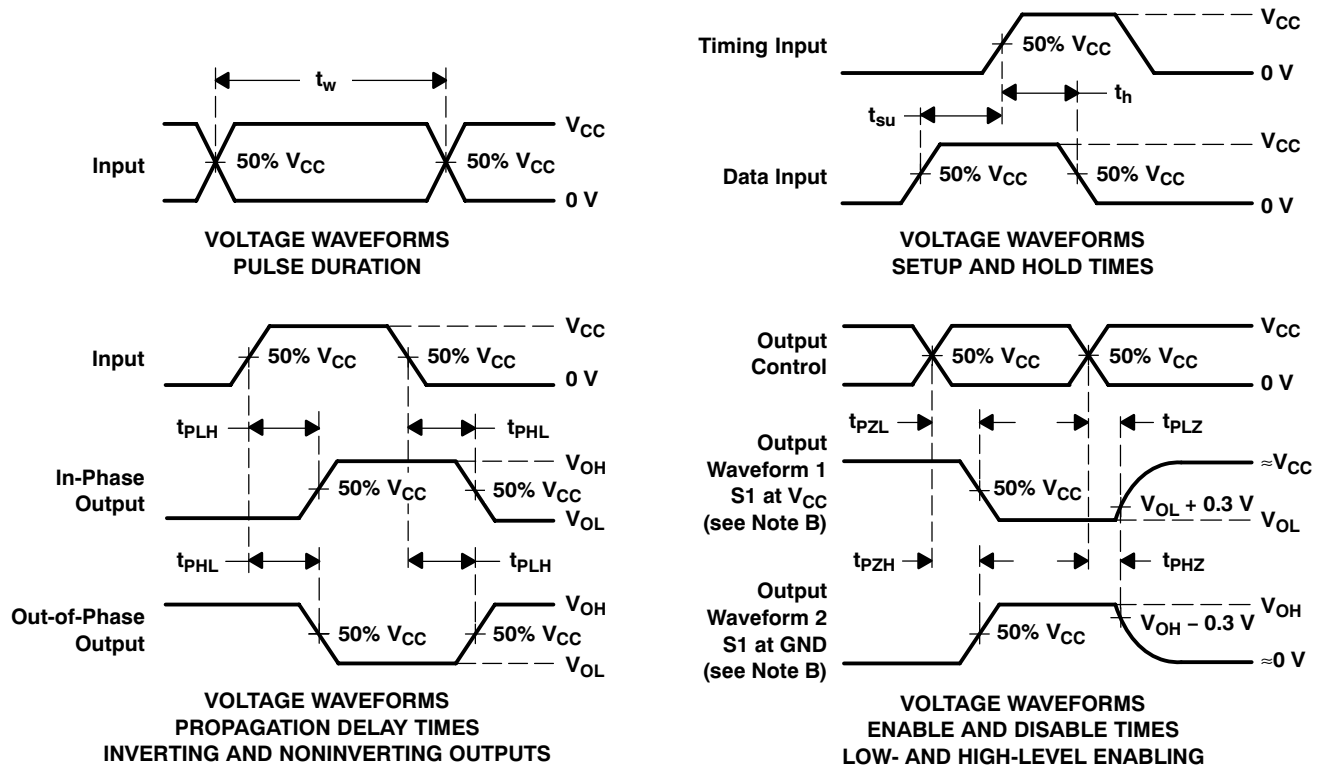 t_w
V_CC
Input
50% V_CC
50% V_CC
0 V
VOLTAGE WAVEFORMS
PULSE DURATION
V_CC
Timing Input
50% V_CC
0 V
t_h
t_su
V_CC
Data Input
50% V_CC
50% V_CC
0 V
VOLTAGE WAVEFORMS
SETUP AND HOLD TIMES
V_CC
Input
50% V_CC
50% V_CC
0 V
t_PLH
t_PHL
V_OH
In-Phase
Output
50% V_CC
50% V_CC
V_OL
t_PHL
t_PLH
V_OH
Out-of-Phase
Output
50% V_CC
50% V_CC
V_OL
VOLTAGE WAVEFORMS
PROPAGATION DELAY TIMES
INVERTING AND NONINVERTING OUTPUTS
V_CC
Output
Control
50% V_CC
50% V_CC
0 V
t_PZL
t_PLZ
Output
Waveform 1
S1 at V_CC
(see Note B)
≈V_CC
50% V_CC
V_OL + 0.3 V
V_OL
t_PZH
t_PHZ
Output
Waveform 2
S1 at GND
(see Note B)
V_OH
50% V_CC
V_OH − 0.3 V
≈0 V
VOLTAGE WAVEFORMS
ENABLE AND DISABLE TIMES
LOW- AND HIGH-LEVEL ENABLING